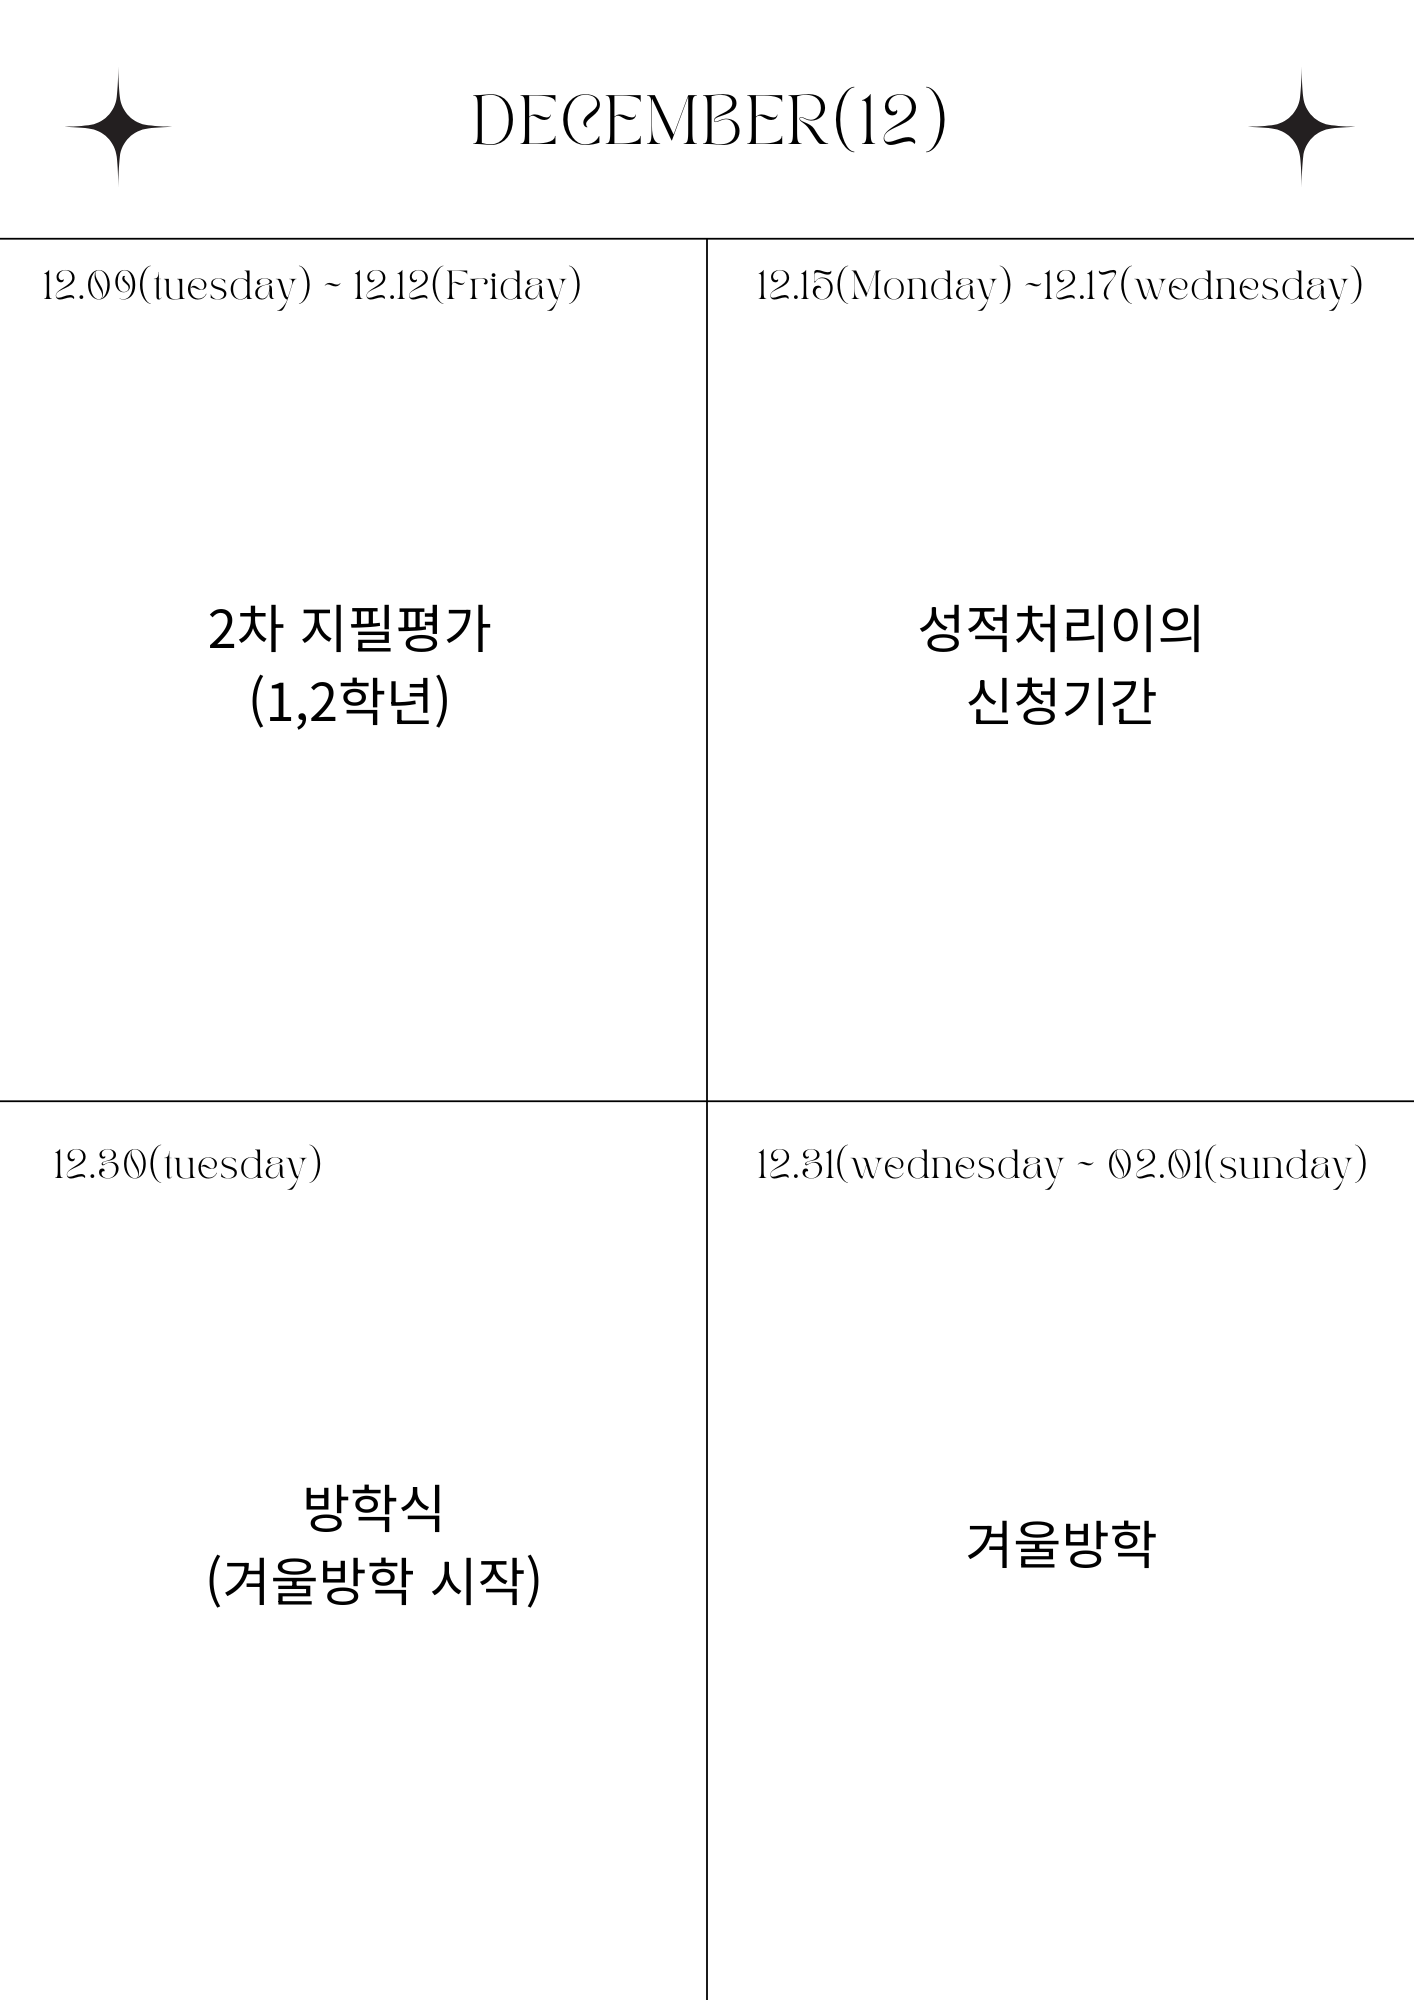 DECEMBER(12)
12.09(tuesday) ~ 12.12(Friday)
2차 지필평가
(1,2학년)
12.15(Monday) ~12.17(wednesday)
성적처리이의
신청기간
12.30(tuesday)
방학식
(겨울방학 시작)
12.31(wednesday ~ 02.01(sunday)
겨울방학